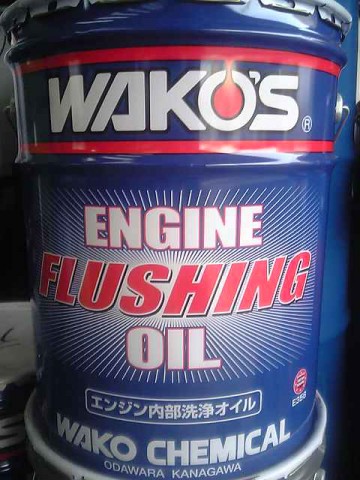 WAKO'S®
ENGINE
FLUSHING
OIL
エンジン内部洗浄オイル
E358
WAKO CHEMICAL
ODAWARA KANAGAWA